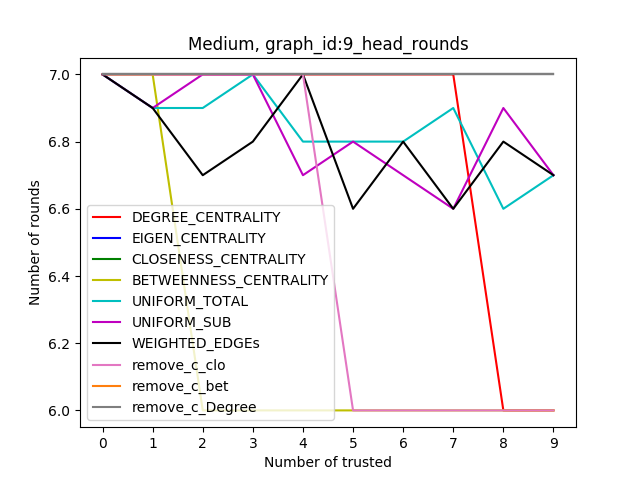 Medium, graph_id:9_head_rounds
7.0
6.8
6.6
6.4
6.2
6.0
Number of rounds
DEGREE_CENTRALITY
EIGEN_CENTRALITY
CLOSENESS_CENTRALITY
BETWEENNESS_CENTRALITY
UNIFORM_TOTAL
UNIFORM_SUB
WEIGHTED_EDGEs
remove_c_clo
remove_c_bet
remove_c_Degree
0 1 2 3 4 5 6 7 8 9
Number of trusted